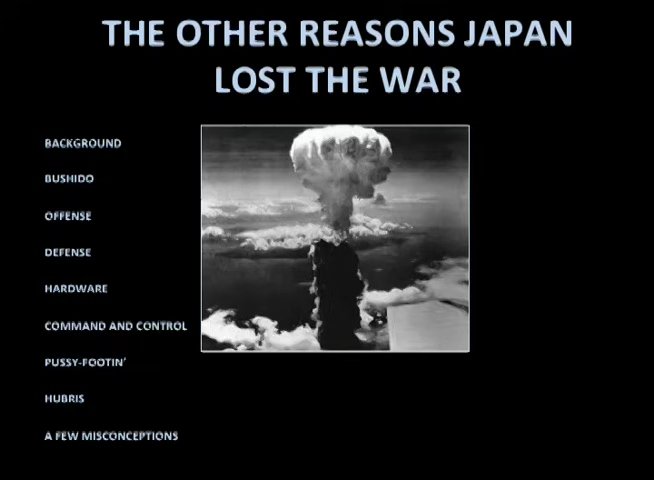 THE OTHER REASONS JAPAN
LOST THE WAR
BACKGROUND
BUSHIDO
OFFENSE
DEFENSE
HARDWARE
COMMAND AND CONTROL
PUSSY-FOOTIN'
HUBRIS
A FEW MISCONCEPTIONS